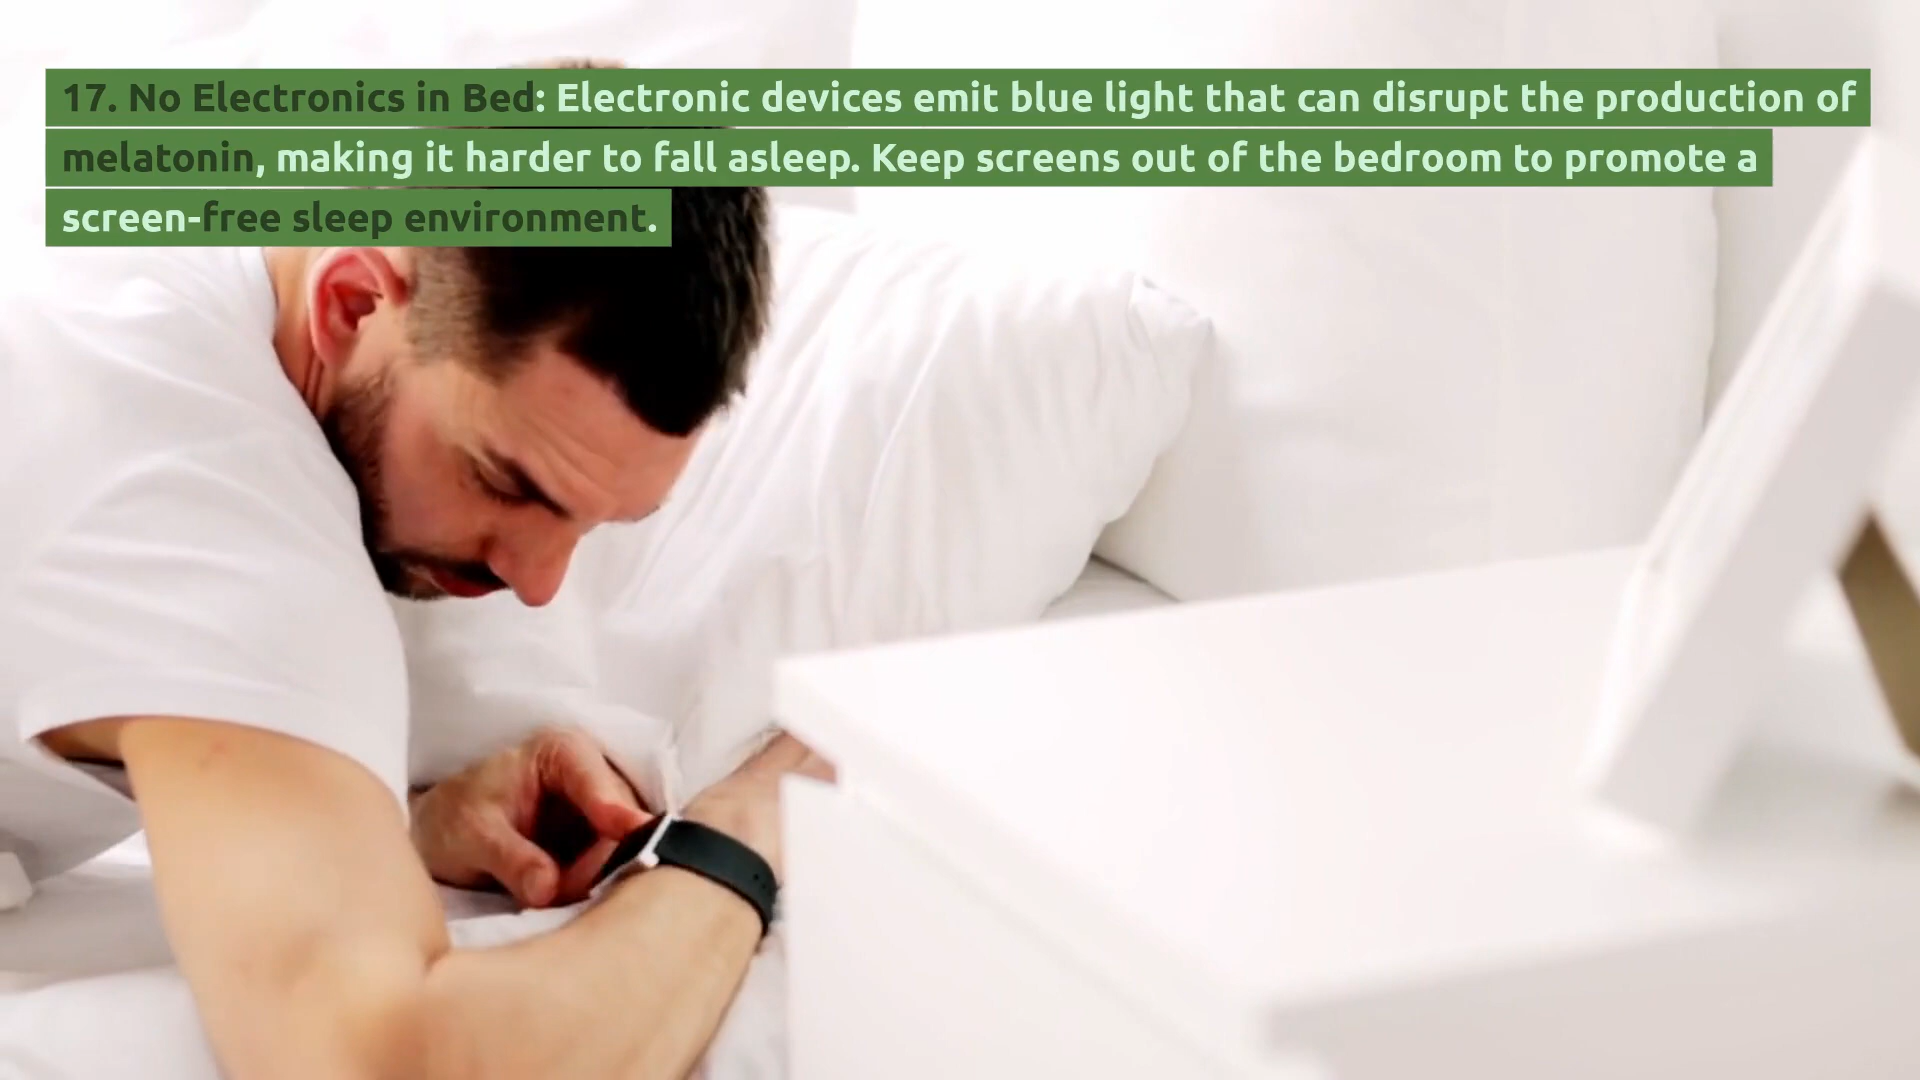 17. No Electronics in Bed: Electronic devices emit blue light that can disrupt the production of
melatonin, making it harder to fall asleep. Keep screens out of the bedroom to promote a
screen-free sleep environment.